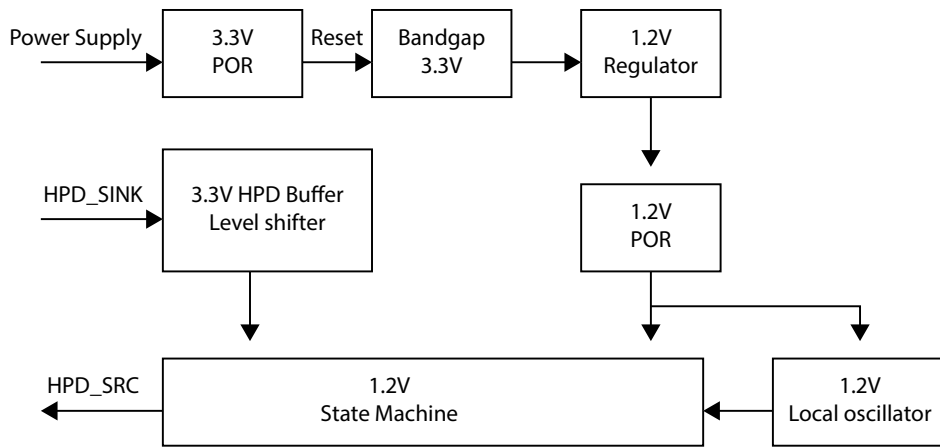 Power Supply
3.3V
POR
Reset
Bandgap
3.3V
1.2V
Regulator
HPD_SINK
3.3V HPD Buffer
Level shifter
1.2V
POR
HPD_SRC
1.2V
State Machine
1.2V
Local oscillator